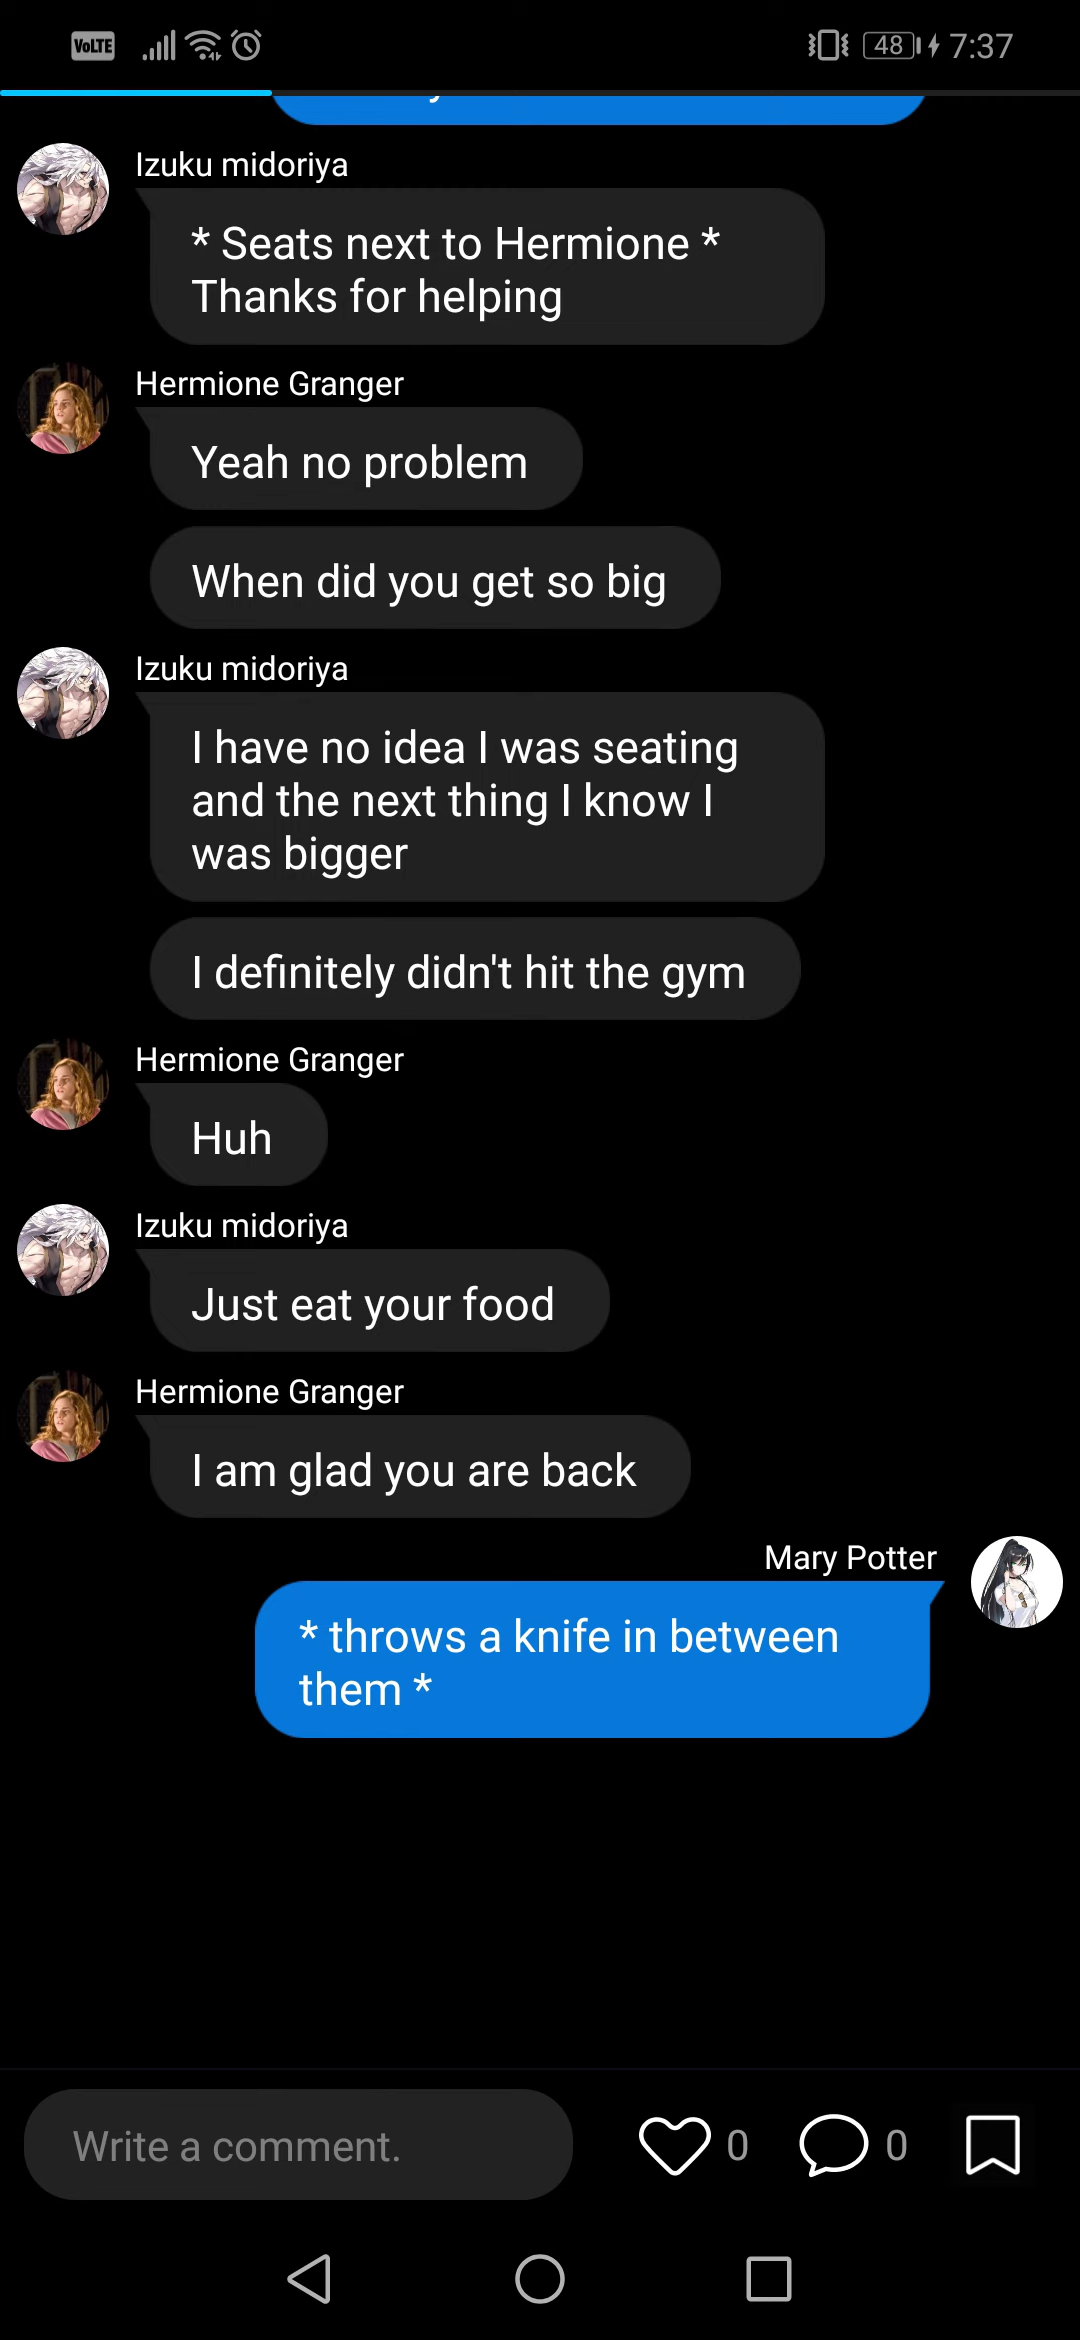 VoLTE 48 7:37
Izuku midoriya
* Seats next to Hermione *
Thanks for helping
Hermione Granger
Yeah no problem
When did you get so big
Izuku midoriya
I have no idea I was seating
and the next thing I know I
was bigger
I definitely didn't hit the gym
Hermione Granger
Huh
Izuku midoriya
Just eat your food
Hermione Granger
I am glad you are back
Mary Potter
* throws a knife in between
them *
Write a comment. 0 0